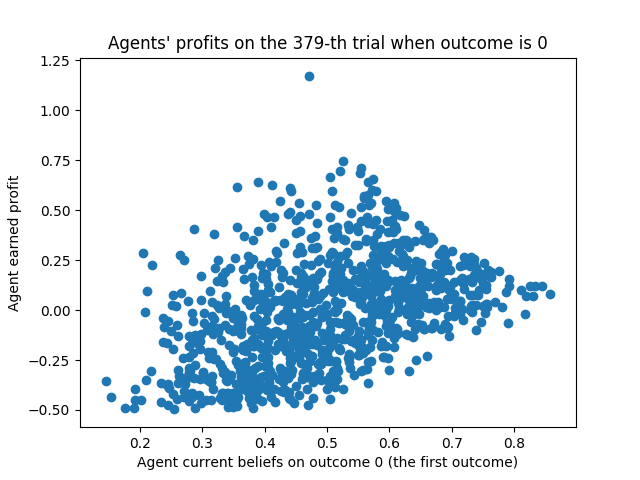 Agents' profits on the 379-th trial when outcome is 0
1.25
1.00
0.75
0.50
0.25
0.00
−0.25
−0.50
Agent earned profit
0.2 0.3 0.4 0.5 0.6 0.7 0.8
Agent current beliefs on outcome 0 (the first outcome)